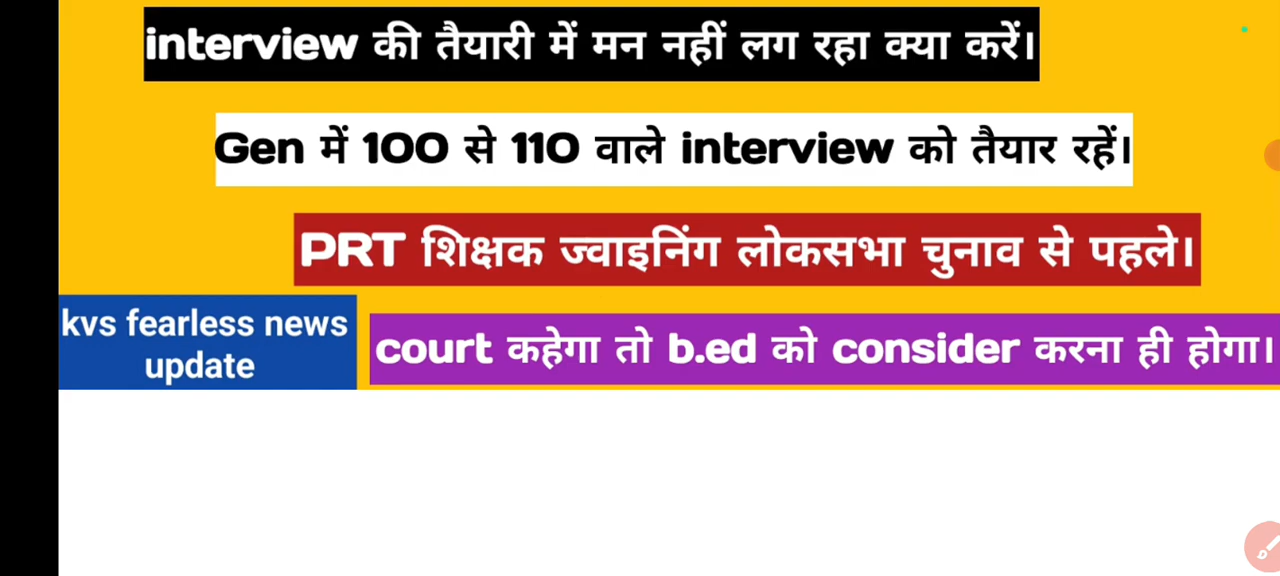 interview की तैयारी में मन नहीं लग रहा क्या करें।
Gen में 100 से 110 वाले interview को तैयार रहें।
PRT शिक्षक ज्वाइनिंग लोकसभा चुनाव से पहले।
kvs fearless news
update
court कहेगा तो b.ed को consider करना ही होगा।